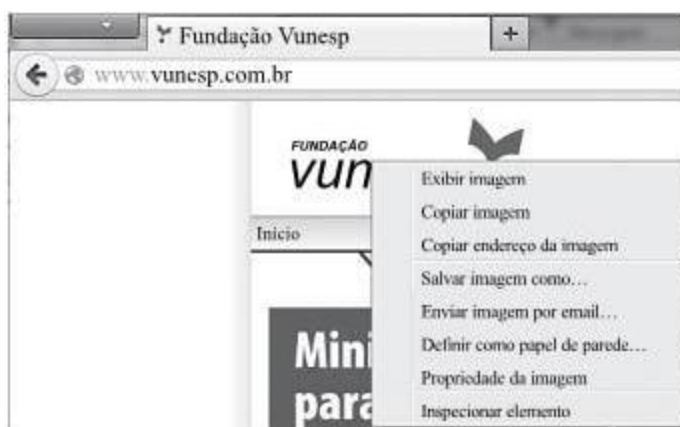 Fundação Vunesp +
www.vunesp.com.br
FUNDAÇÃO
vun
Início
Exibir imagem
Copiar imagem
Copiar endereço da imagem
Salvar imagem como...
Enviar imagem por email...
Definir como papel de parede...
Propriedade da imagem
Inspecionar elemento
Mini
para